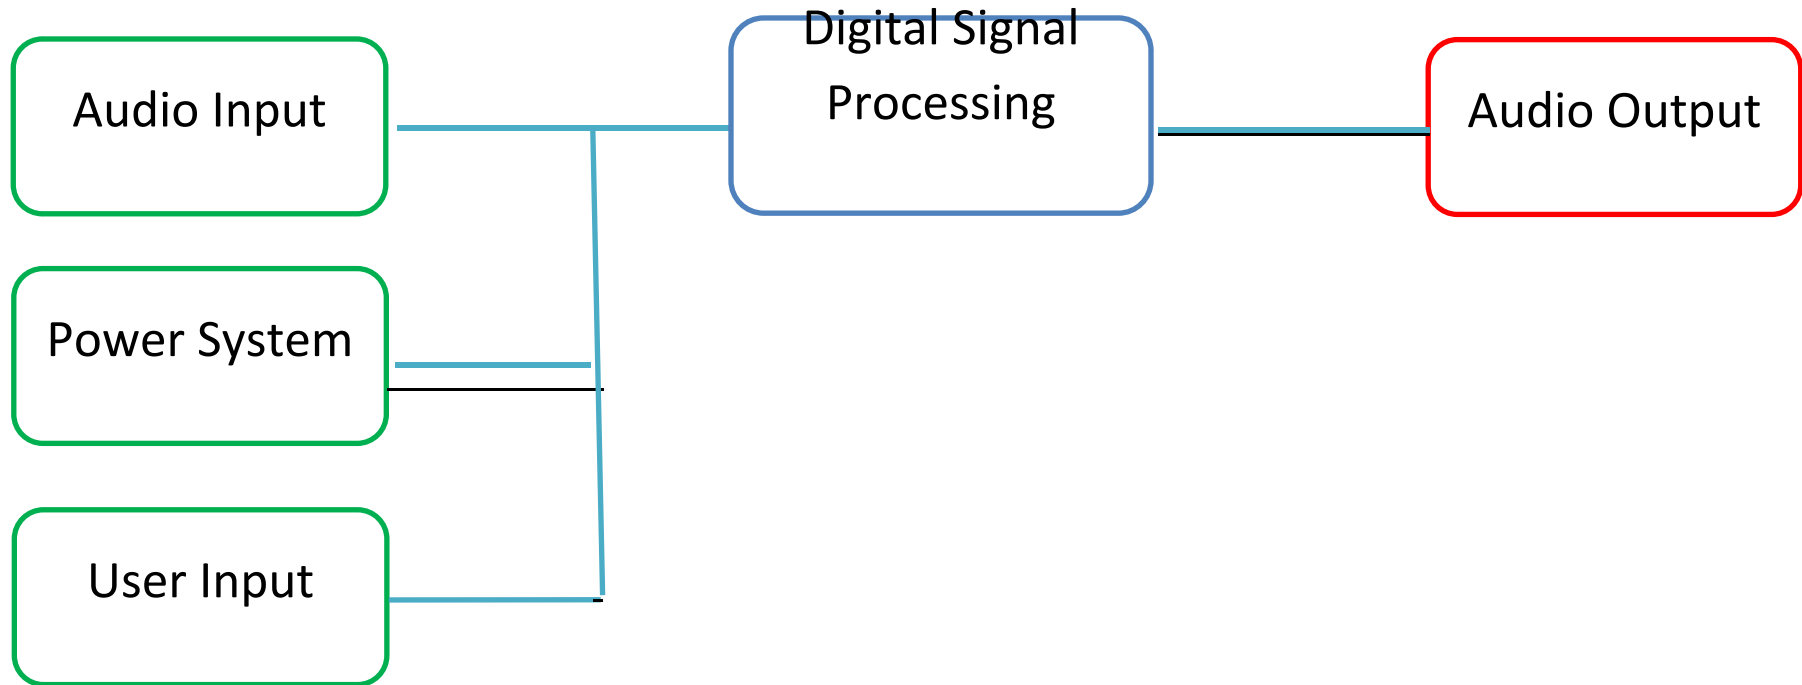 Audio Input
Digital Signal
Processing
Audio Output
Power System
User Input